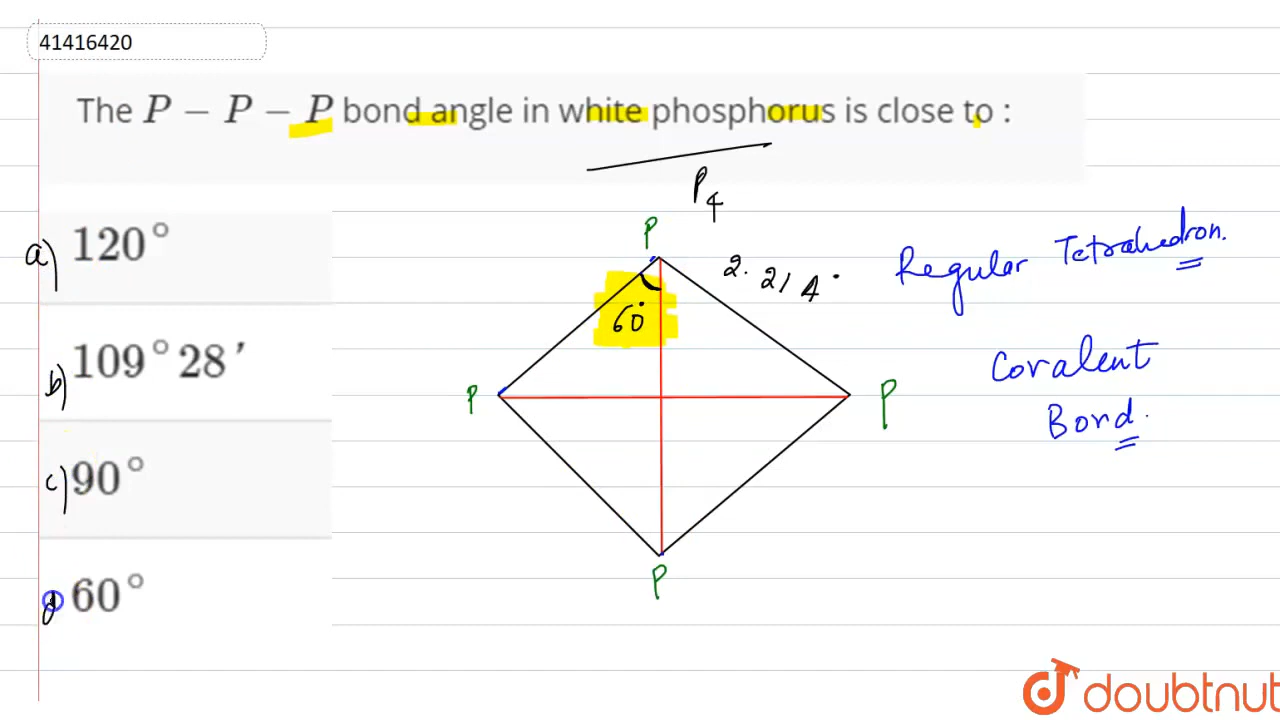 41416420
The P – P – P bond angle in white phosphorus is close to :
P4
a) 120°
b) 109°28′
c) 90°
d) 60°
P
2.21 A°
60°
P
P
P
Regular Tetrahedron.
Covalent
Bond.
doubtnut